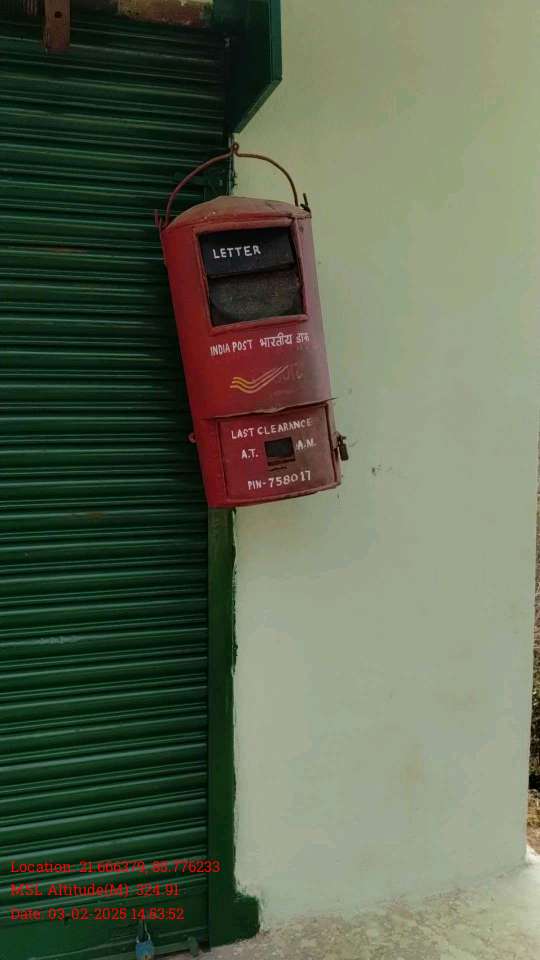 LETTER
INDIA POST भारतीय डाक
LAST CLEARANCE
A.T. A.M.
PIN-758017
Location: 21.666379, 85.776233
MSL Altitude(M): 324.91
Date: 03-02-2025 14:53:52